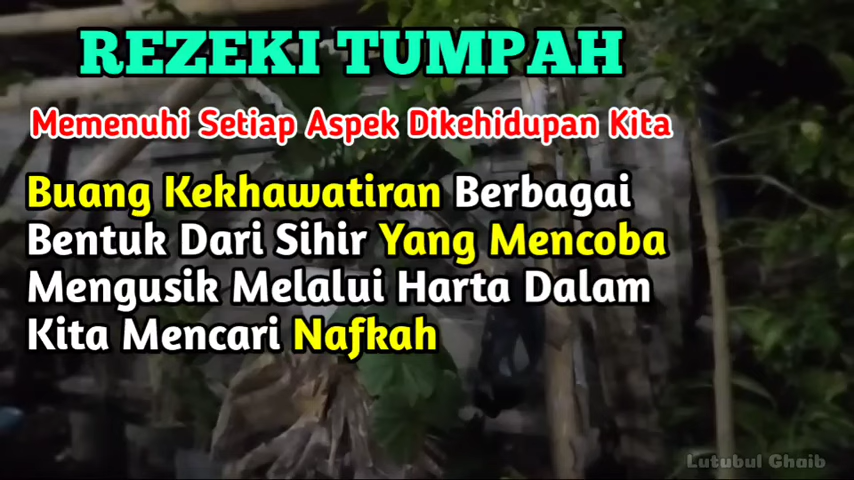 REZEKI TUMPAH
Memenuhi Setiap Aspek Dikehidupan Kita
Buang Kekhawatiran Berbagai
Bentuk Dari Sihir Yang Mencoba
Mengusik Melalui Harta Dalam
Kita Mencari Nafkah
Lutubul Ghaib